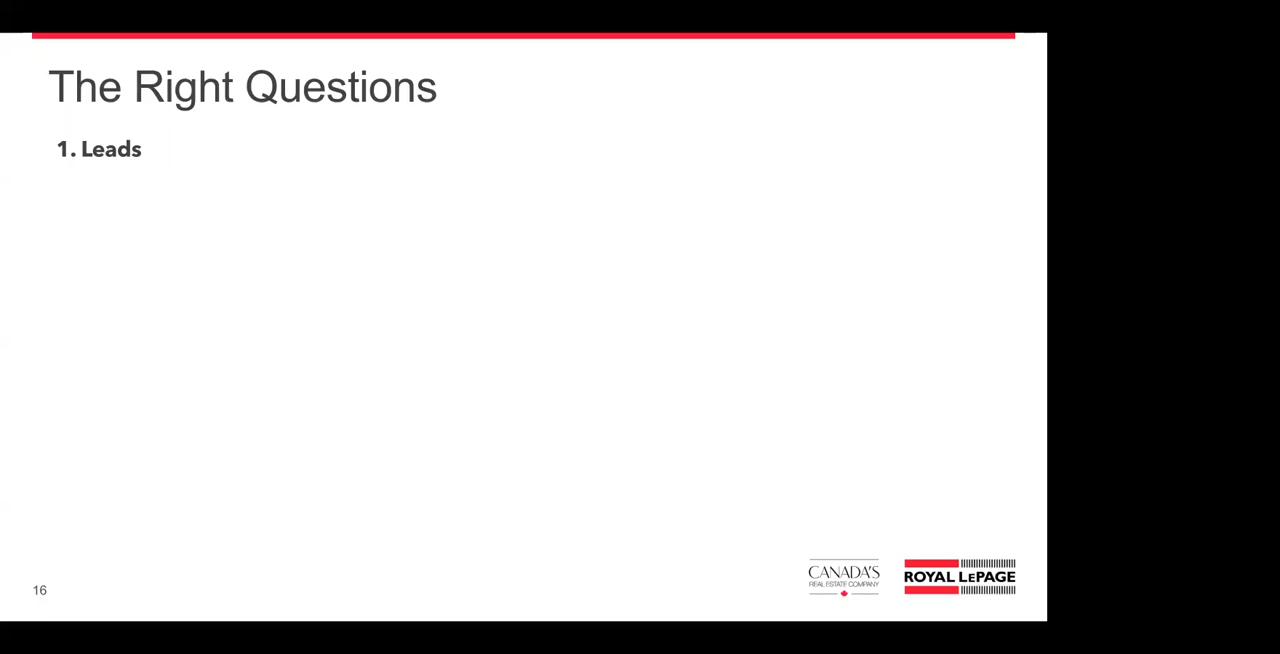 The Right Questions
1. Leads
16
CANADA'S
REAL ESTATE COMPANY
ROYAL LEPAGE